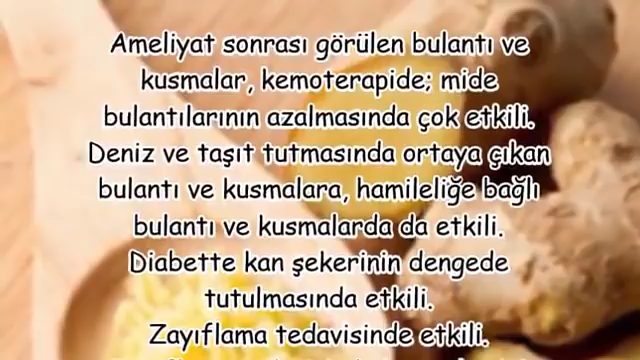 Ameliyat sonrası görülen bulantı ve
kusmalar, kemoterapide; mide
bulantılarının azalmasında çok etkili.
Deniz ve taşıt tutmasında ortaya çıkan
bulantı ve kusmalara, hamileliğe bağlı
bulantı ve kusmalarda da etkili.
Diabette kan şekerinin dengede
tutulmasında etkili.
Zayıflama tedavisinde etkili.